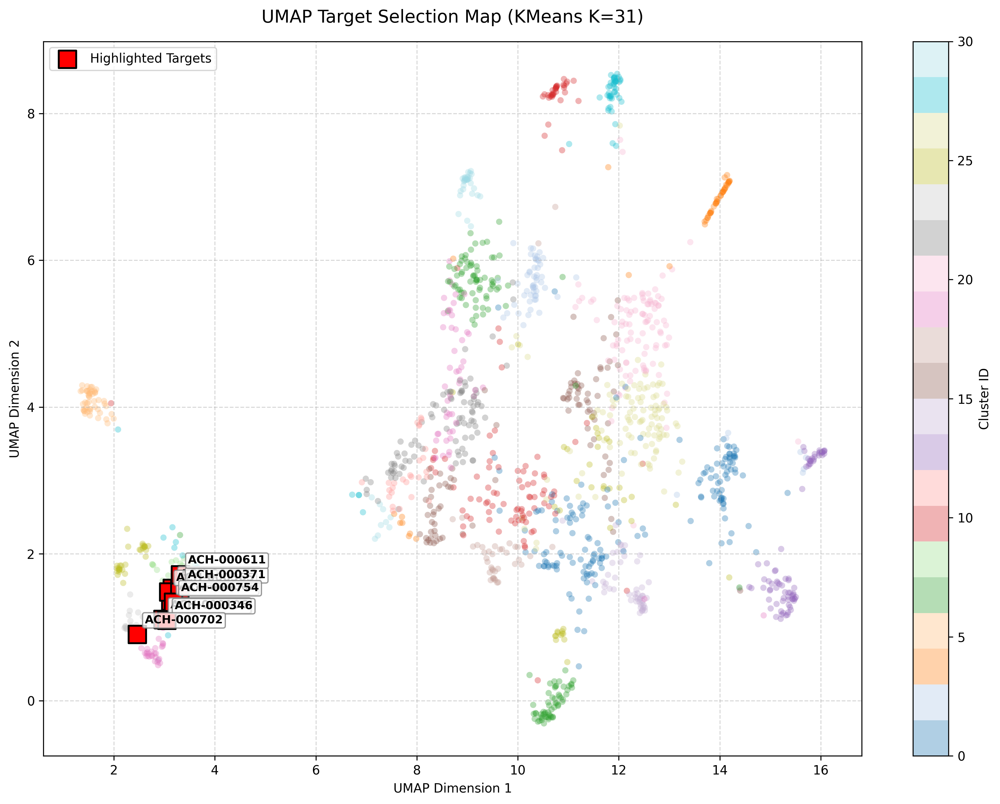 UMAP Target Selection Map (KMeans K=31)
Highlighted Targets
8
6
4
2
0
UMAP Dimension 2
ACH-000611
ACH-000371
ACH-000754
ACH-000346
ACH-000702
2
4
6
8
10
12
14
16
UMAP Dimension 1
30
25
20
15
10
5
0
Cluster ID